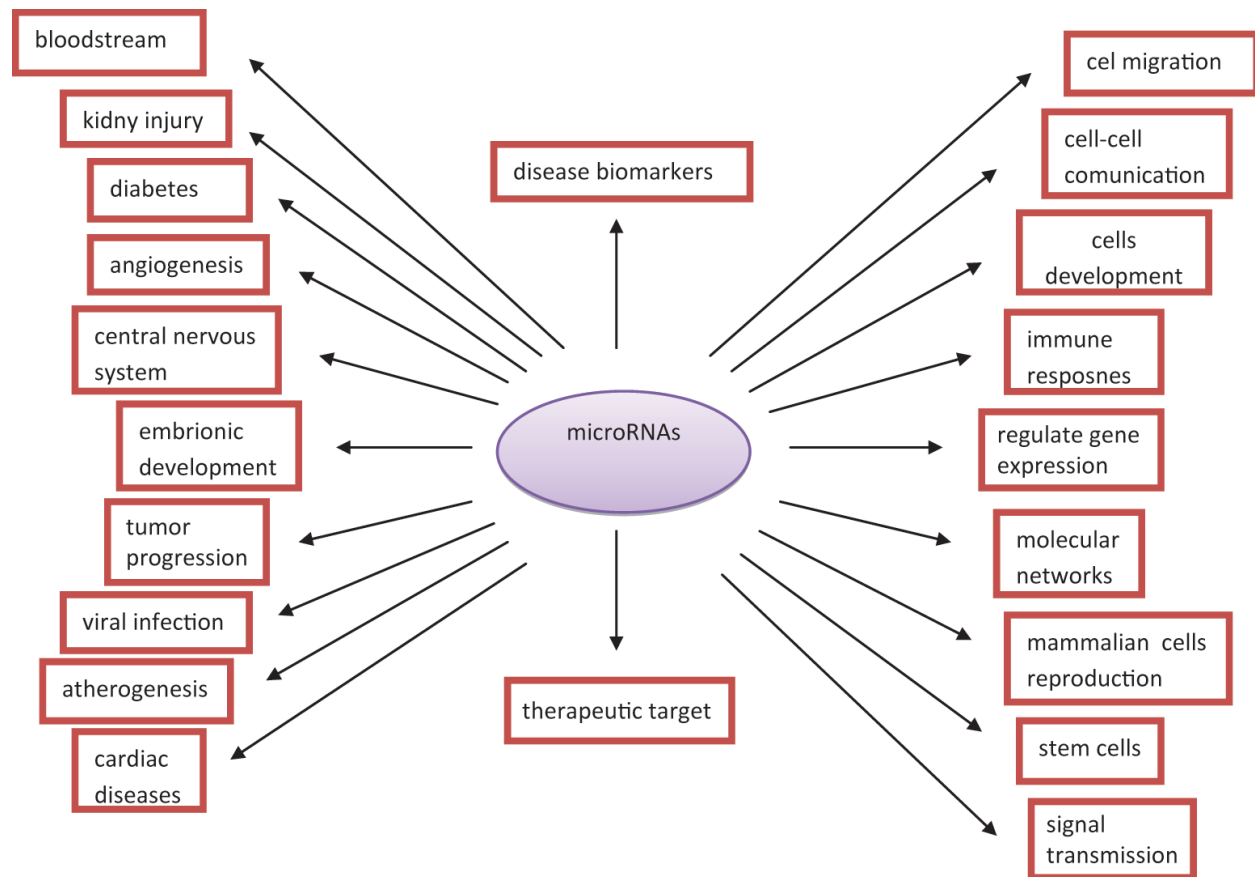 bloodstream
kidny injury
diabetes
angiogenesis
central nervous
system
embrionic
development
tumor
progression
viral infection
atherogenesis
cardiac
diseases
disease biomarkers
microRNAs
therapeutic target
cel migration
cell-cell
comunication
cells
development
immune
resposnes
regulate gene
expression
molecular
networks
mammalian cells
reproduction
stem cells
signal
transmission